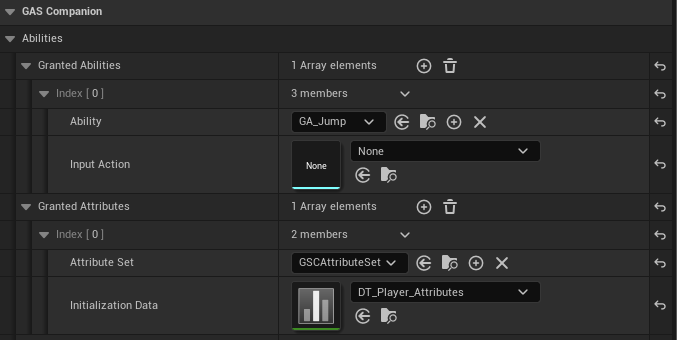 GAS Companion
Abilities
Granted Abilities 1 Array elements
Index [ 0 ] 3 members
Ability GA_Jump
Input Action None None
Granted Attributes 1 Array elements
Index [ 0 ] 2 members
Attribute Set GSCAttributeSet
Initialization Data DT_Player_Attributes